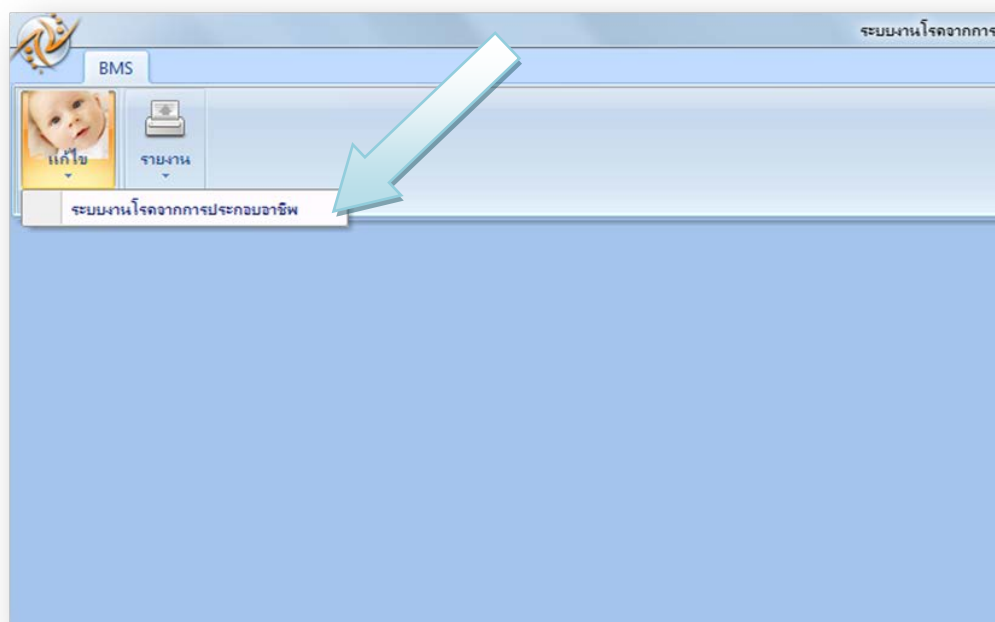 ระบบงานโรคจากการ
BMS
แก้ไข
รายงาน
ระบบงานโรคจากการประกอบอาชีพ